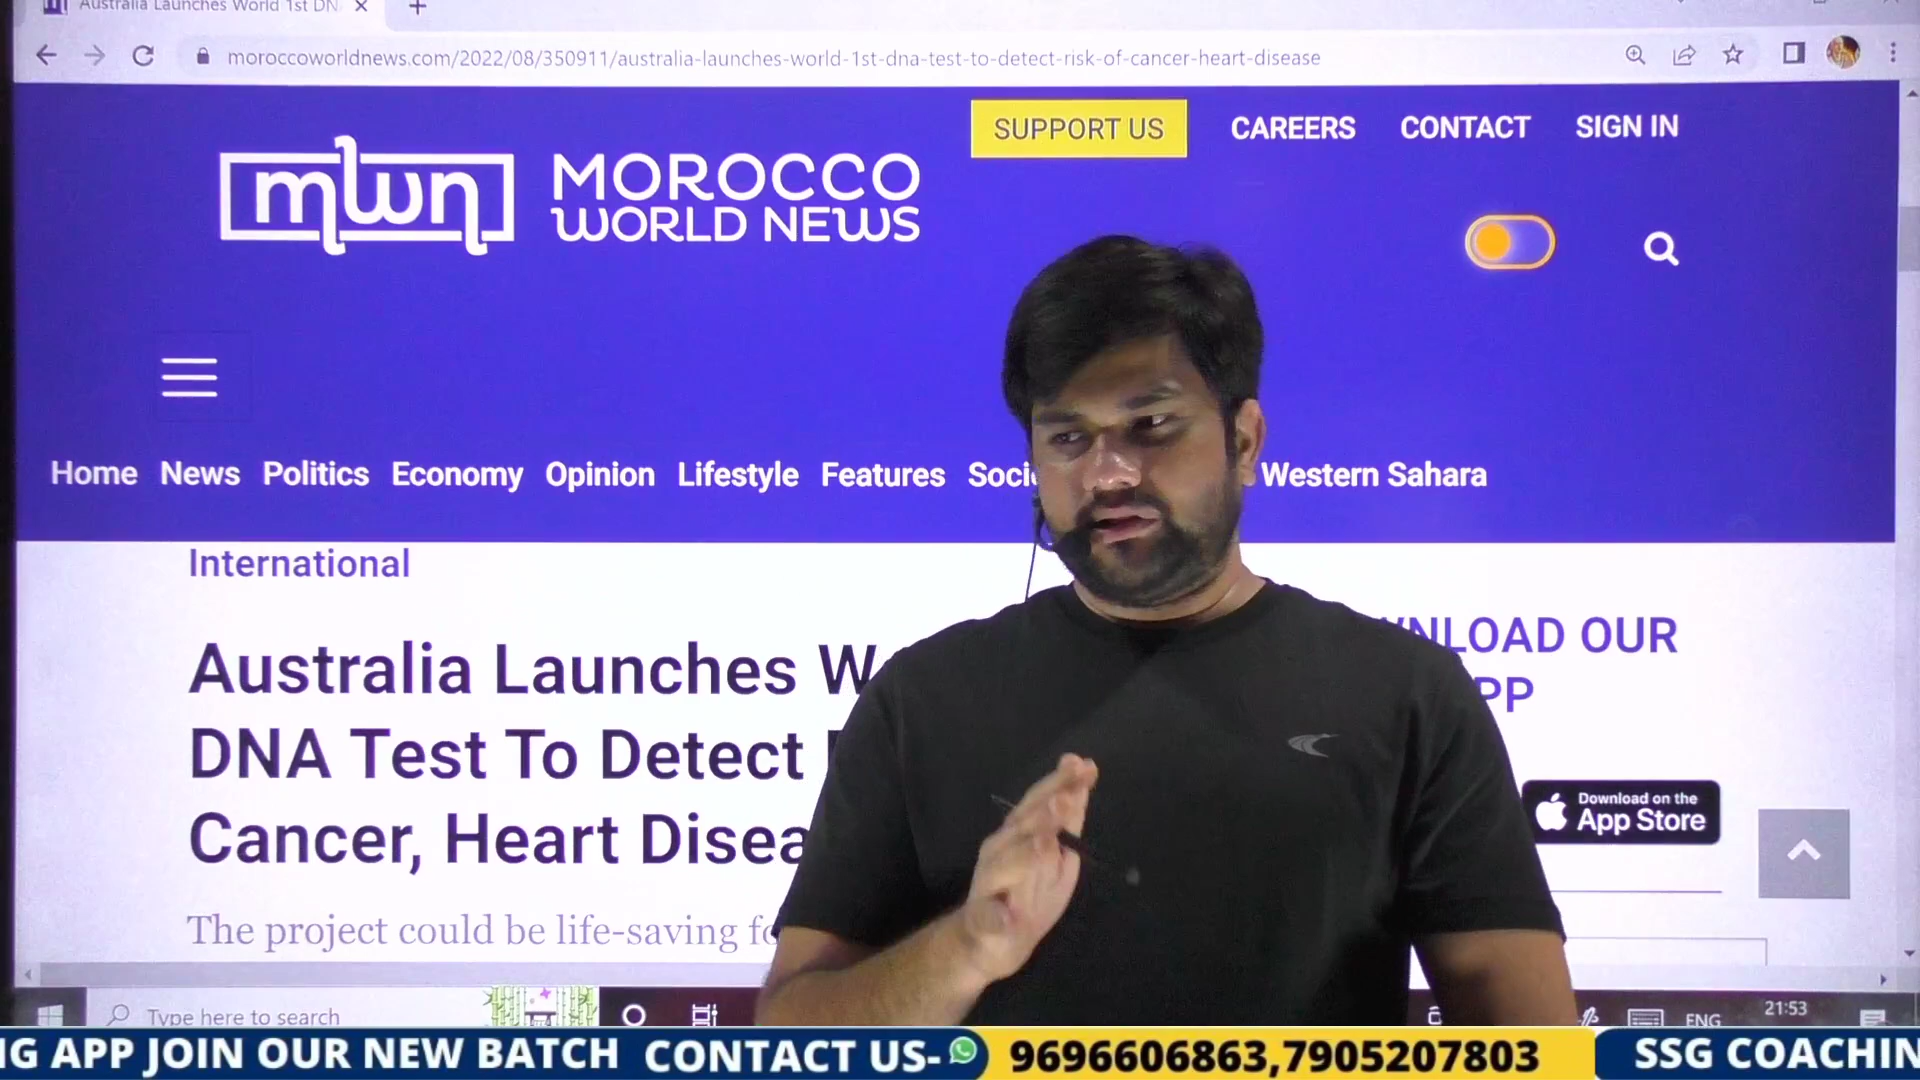 Australia Launches World 1st DN
moroccoworldnews.com/2022/08/350911/australia-launches-world-1st-dna-test-to-detect-risk-of-cancer-heart-disease
SUPPORT US CAREERS CONTACT SIGN IN
mwn MOROCCO
WORLD NEWS
Home News Politics Economy Opinion Lifestyle Features Western Sahara
International
Australia Launches
DNA Test To Detect
Cancer, Heart
The project could be life-saving
OUR
Download on the
App Store
Type here to search
ENG
21:53
APP JOIN OUR NEW BATCH CONTACT US- 9696606863,7905207803 SSG COACHIN